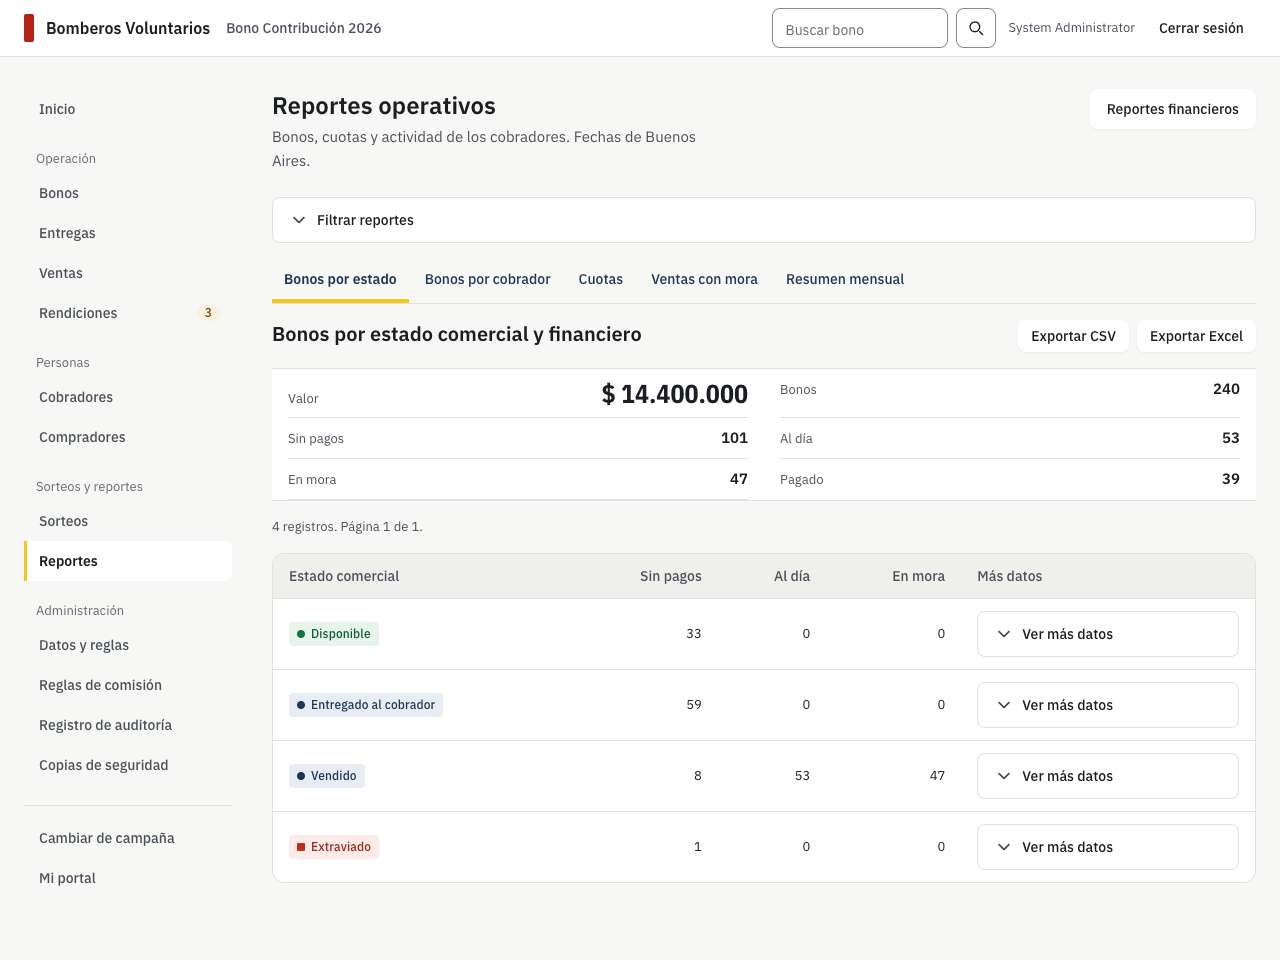 Bomberos Voluntarios
Bono Contribución 2026
Buscar bono
System Administrator
Cerrar sesión
Inicio
Operación
Bonos
Entregas
Ventas
Rendiciones 3
Personas
Cobradores
Compradores
Sorteos y reportes
Sorteos
Reportes
Administración
Datos y reglas
Reglas de comisión
Registro de auditoría
Copias de seguridad
Cambiar de campaña
Mi portal
Reportes operativos
Bonos, cuotas y actividad de los cobradores. Fechas de Buenos
Aires.
Reportes financieros
Filtrar reportes
Bonos por estado Bonos por cobrador Cuotas Ventas con mora Resumen mensual
Bonos por estado comercial y financiero
Exportar CSV
Exportar Excel
Valor $ 14.400.000
Bonos 240
Sin pagos 101
Al día 53
En mora 47
Pagado 39
4 registros. Página 1 de 1.
Estado comercial Sin pagos Al día En mora Más datos
Disponible 33 0 0 Ver más datos
Entregado al cobrador 59 0 0 Ver más datos
Vendido 8 53 47 Ver más datos
Extraviado 1 0 0 Ver más datos